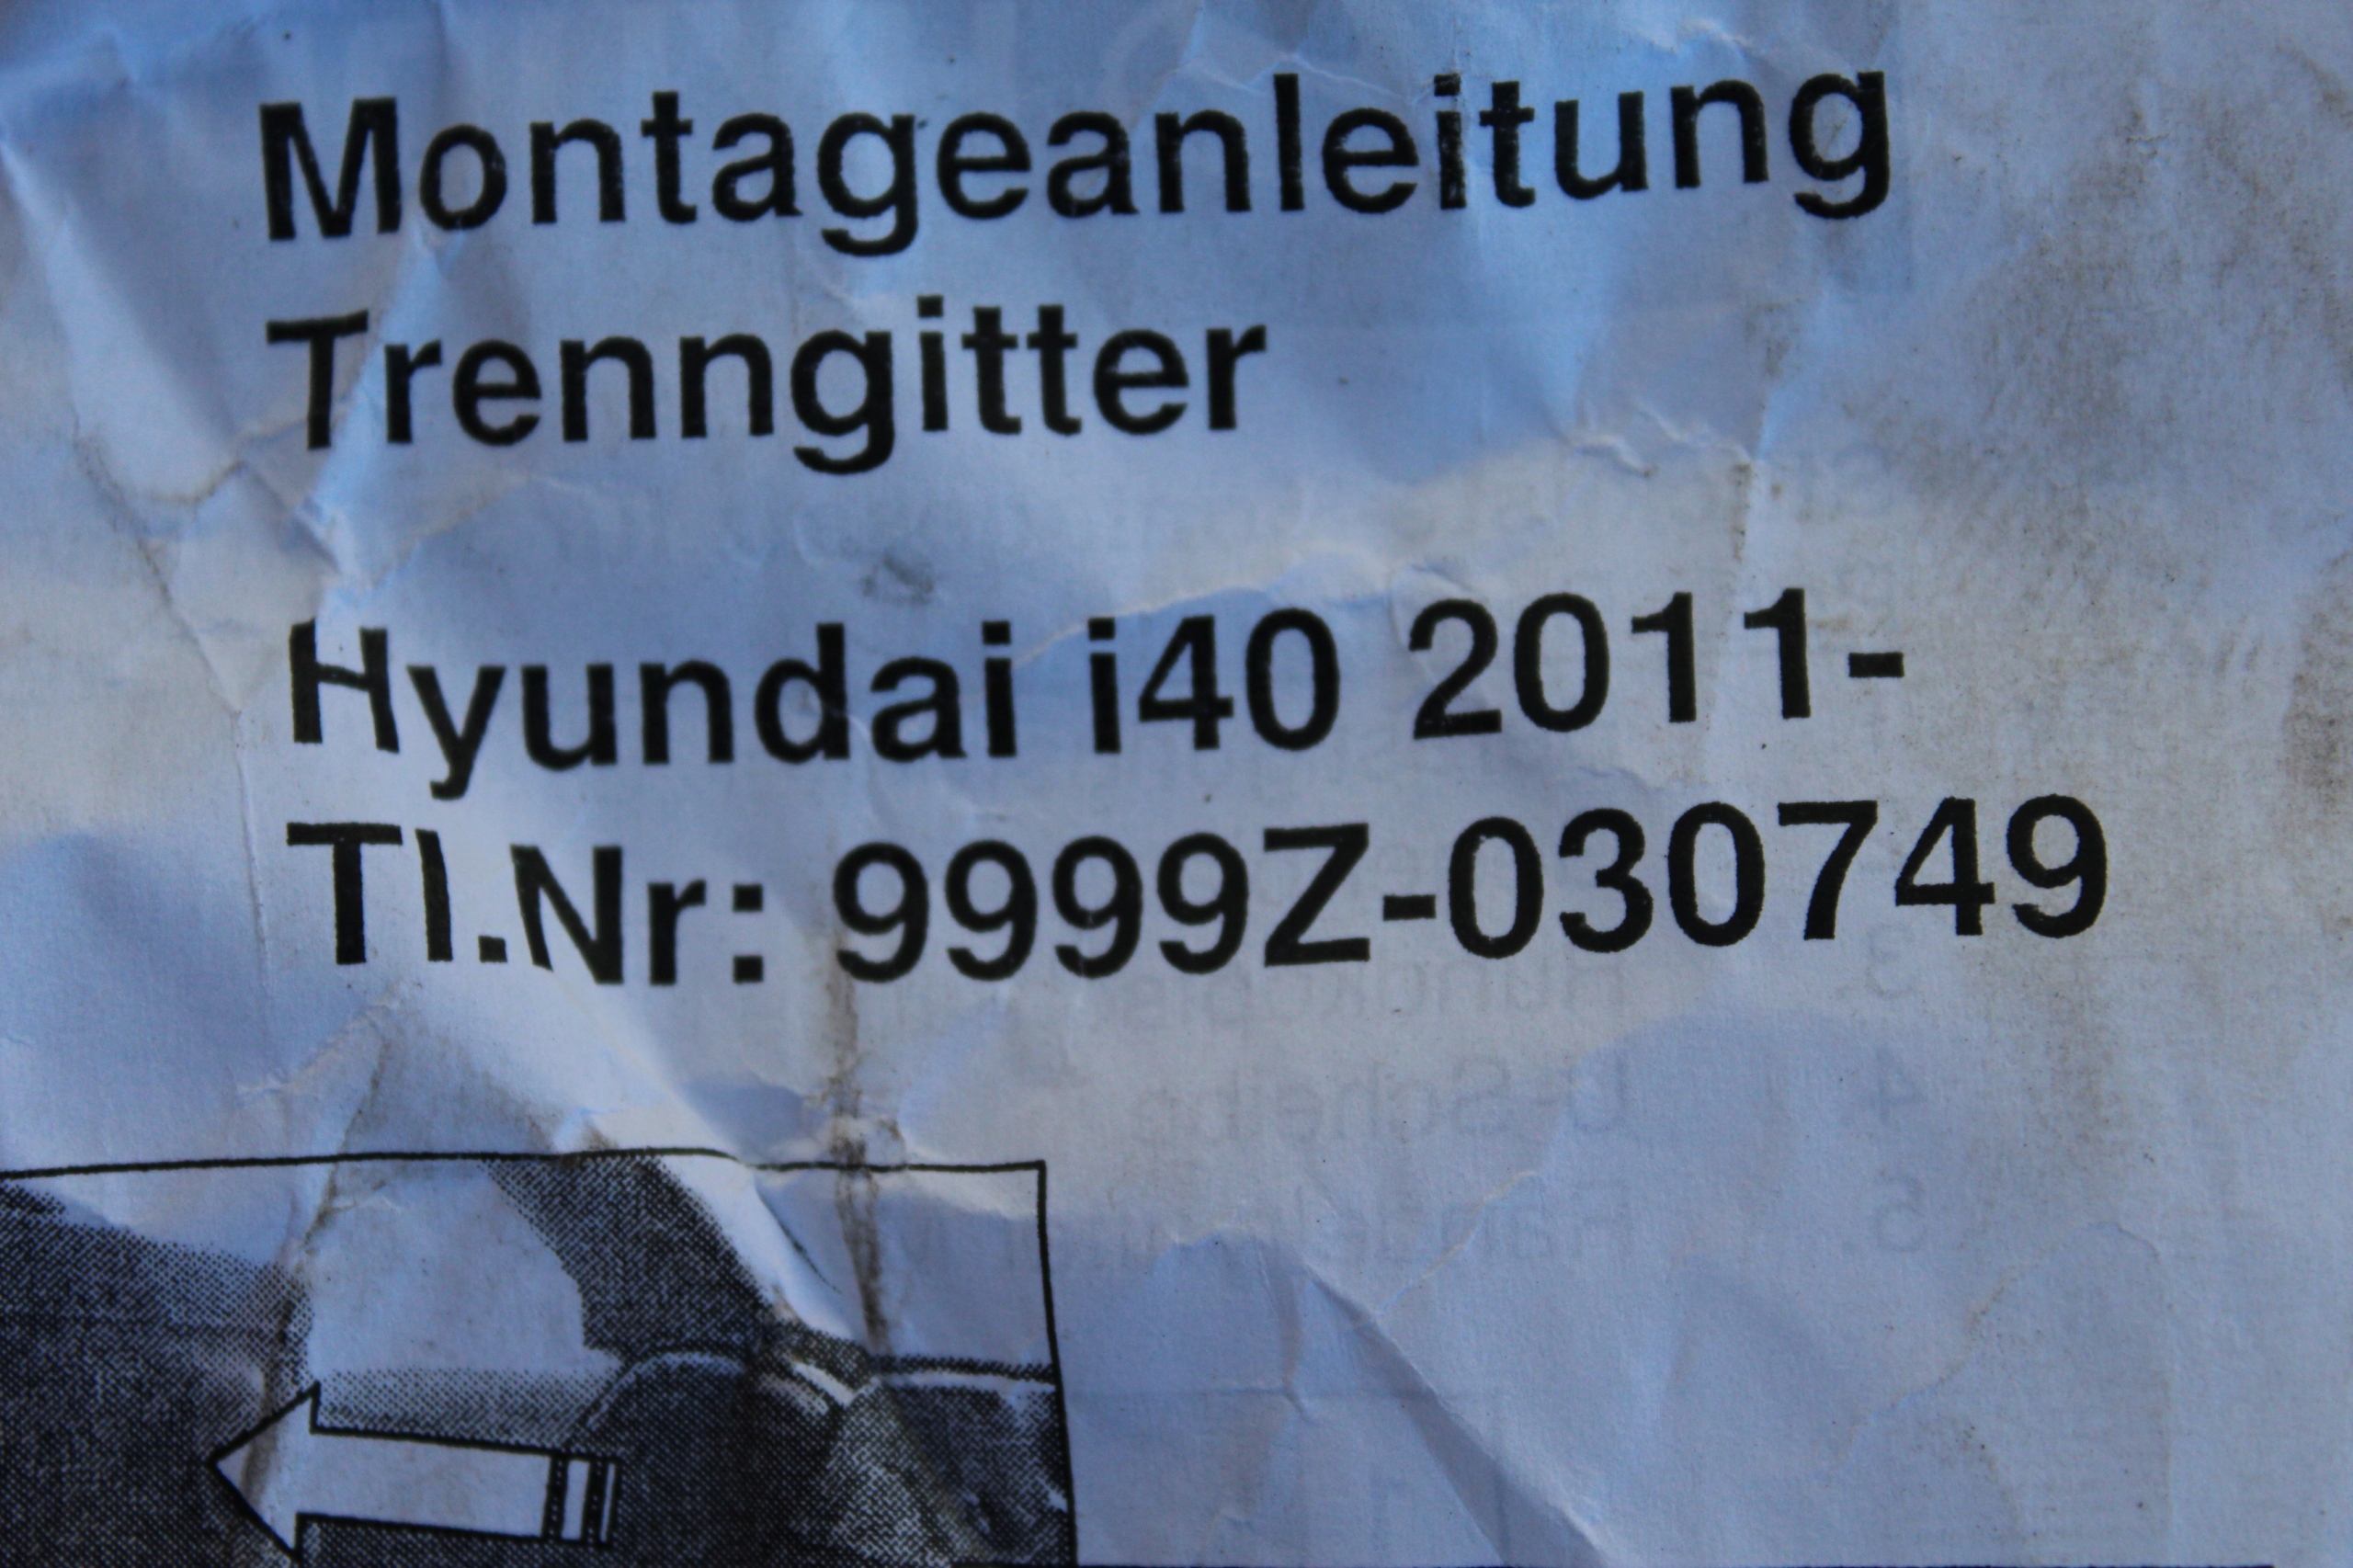 Montageanleitung
Trenngitter
Hyundai i40 2011-
Tl.Nr: 9999Z-030749